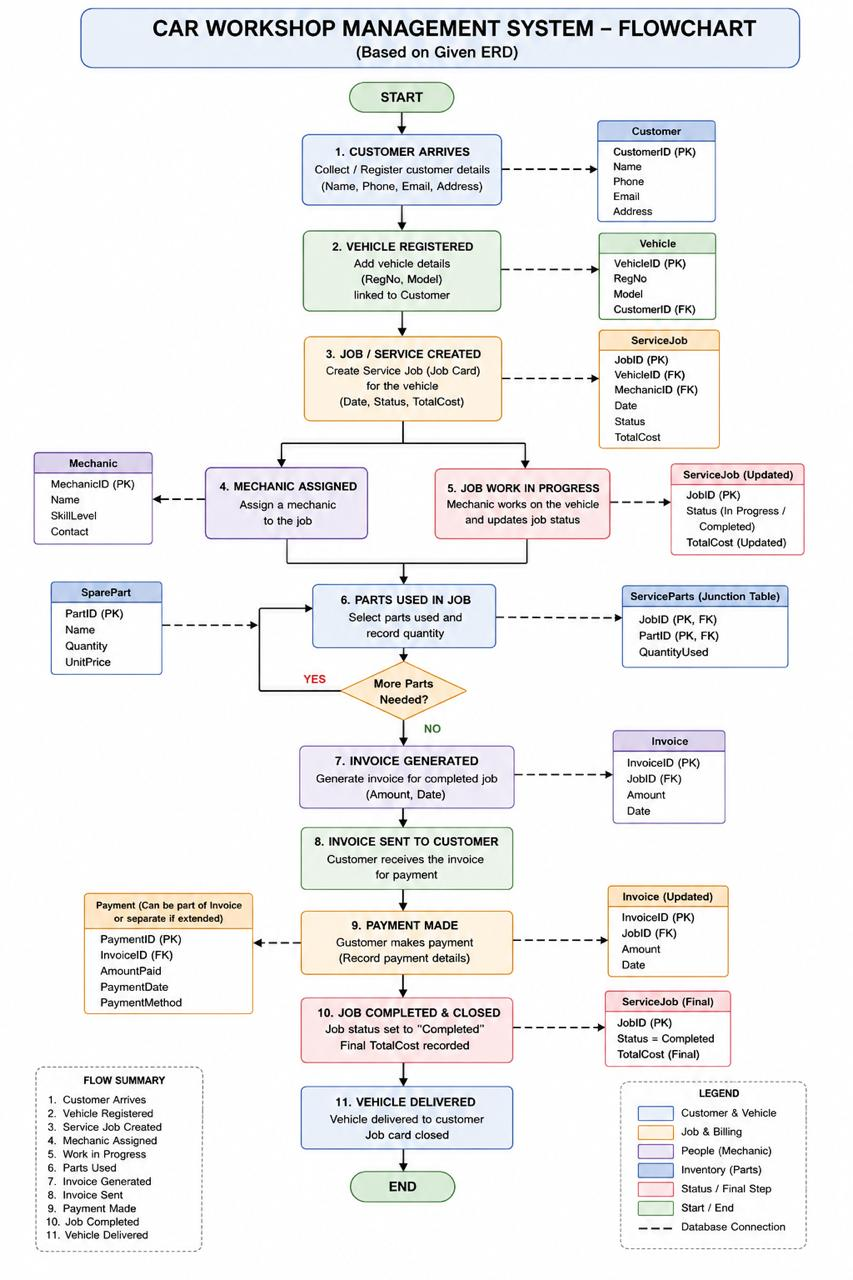 CAR WORKSHOP MANAGEMENT SYSTEM – FLOWCHART
(Based on Given ERD)
START
1. CUSTOMER ARRIVES
Collect / Register customer details
(Name, Phone, Email, Address)
Customer
CustomerID (PK)
Name
Phone
Email
Address
2. VEHICLE REGISTERED
Add vehicle details
(RegNo, Model)
linked to Customer
Vehicle
VehicleID (PK)
RegNo
Model
CustomerID (FK)
3. JOB / SERVICE CREATED
Create Service Job (Job Card)
for the vehicle
(Date, Status, TotalCost)
ServiceJob
JobID (PK)
VehicleID (FK)
MechanicID (FK)
Date
Status
TotalCost
Mechanic
MechanicID (PK)
Name
SkillLevel
Contact
4. MECHANIC ASSIGNED
Assign a mechanic
to the job
5. JOB WORK IN PROGRESS
Mechanic works on the vehicle
and updates job status
ServiceJob (Updated)
JobID (PK)
Status (In Progress /
Completed)
TotalCost (Updated)
SparePart
PartID (PK)
Name
Quantity
UnitPrice
6. PARTS USED IN JOB
Select parts used and
record quantity
ServiceParts (Junction Table)
JobID (PK, FK)
PartID (PK, FK)
QuantityUsed
YES
More Parts
Needed?
NO
7. INVOICE GENERATED
Generate invoice for completed job
(Amount, Date)
Invoice
InvoiceID (PK)
JobID (FK)
Amount
Date
8. INVOICE SENT TO CUSTOMER
Customer receives the invoice
for payment
Payment (Can be part of Invoice
or separate if extended)
PaymentID (PK)
InvoiceID (FK)
AmountPaid
PaymentDate
PaymentMethod
9. PAYMENT MADE
Gustomer makes payment
(Record payment details)
Invoice (Updated)
InvoiceID (PK)
JobID (FK)
Amount
Date
10. JOB COMPLETED & CLOSED
Job status set to "Completed"
Final TotalCost recorded
ServiceJob (Final)
JobID (PK)
Status = Completed
TotalCost (Final)
11. VEHICLE DELIVERED
Vehicle delivered to customer
Job card closed
END
FLOW SUMMARY
1. Customer Arrives
2. Vehicle Registered
3. Service Job Created
4. Mechanic Assigned
5. Work in Progress
6. Parts Used
7. Invoice Generated
8. Invoice Sent
9. Payment Made
10. Job Completed
11. Vehicle Delivered
LEGEND
Customer & Vehicle
Job & Billing
People (Mechanic)
Inventory (Parts)
Status / Final Step
Start / End
Database Connection